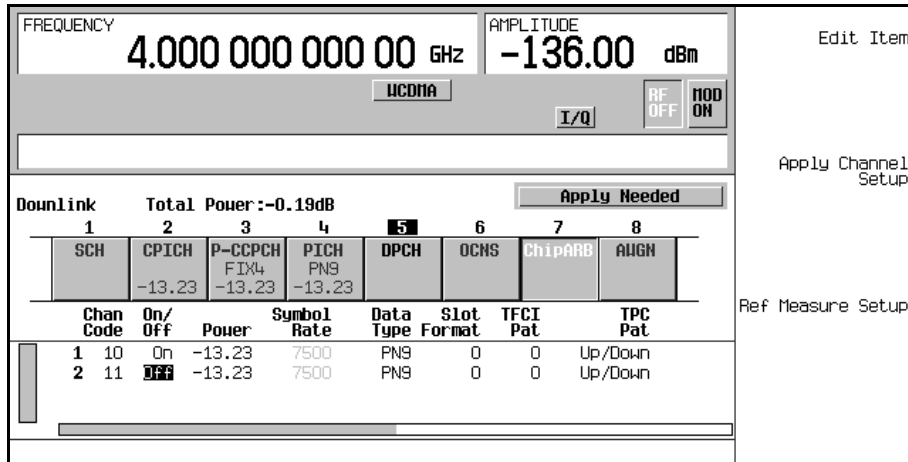 FREQUENCY
4.000 000 000 00 GHz
AMPLITUDE
-136.00 dBm
WCDMA
I/Q
RF OFF
MOD ON
Edit Item
Apply Channel Setup
Ref Measure Setup
Downlink Total Power:-0.19dB
Apply Needed
1 2 3 4 5 6 7 8
SCH CPICH P-CCPCH PICH DPCH OCNS ChipARB AWGN
FIX4 PN9
-13.23 -13.23 -13.23
Chan On/ Symbol Data Slot TFCI TPC
Code Off Power Rate Type Format Pat Pat
1 10 On -13.23 7500 PN9 0 0 Up/Down
2 11 Off -13.23 7500 PN9 0 0 Up/Down